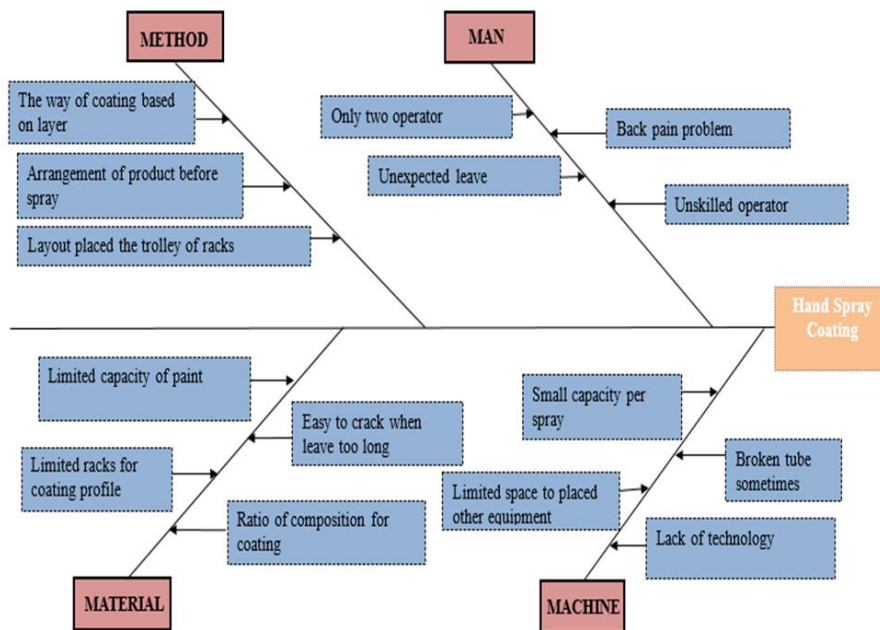 METHOD
MAN
The way of coating based
on layer
Only two operator
Back pain problem
Arrangement of product before
spray
Unexpected leave
Unskilled operator
Layout placed the trolley of racks
Hand Spray
Coating
Limited capacity of paint
Small capacity per
spray
Easy to crack when
leave too long
Broken tube
sometimes
Limited racks for
coating profile
Limited space to placed
other equipment
Ratio of composition for
coating
Lack of technology
MATERIAL
MACHINE